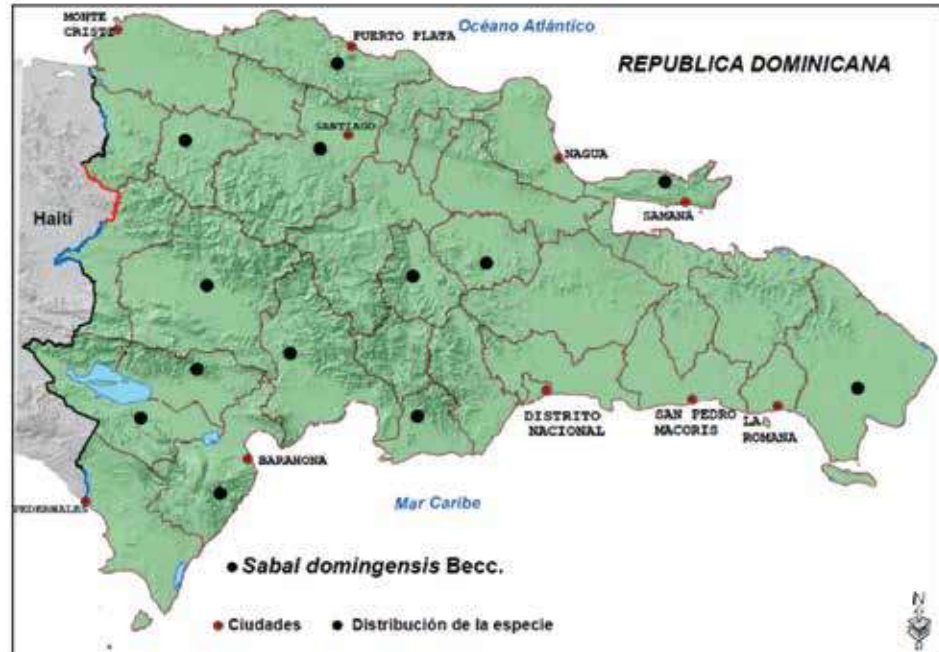 MONTE
CRISTI
Océano Atlántico
PUERTO PLATA
REPUBLICA DOMINICANA
SANTIAGO
NAGUA
Haití
SAMANÁ
DISTRITO
NACIONAL
SAN PEDRO
MACORIS
LA
ROMANA
BARAHONA
PEDERNALES
Mar Caribe
Sabal domingensis Becc.
Ciudades
Distribución de la especie
N